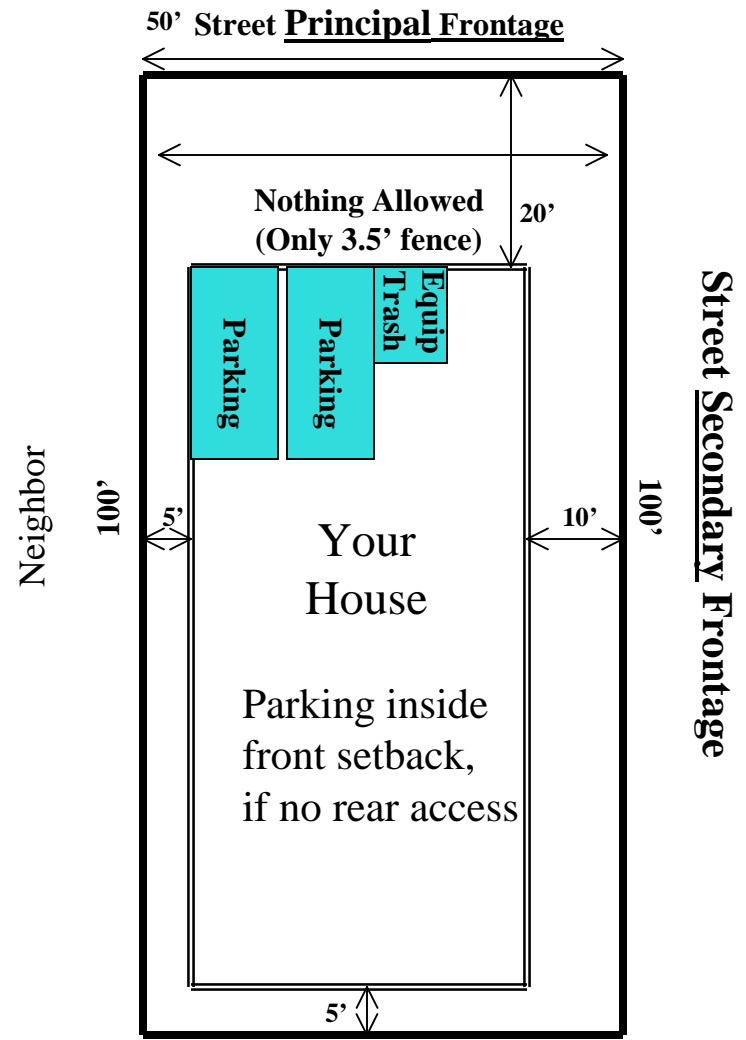 50’ Street Principal Frontage
Nothing Allowed
(Only 3.5’ fence)
20’
Equip
Trash
Parking
Parking
Street Secondary Frontage
Neighbor
100’
5’
10’
100’
Your
House
Parking inside
front setback,
if no rear access
5’